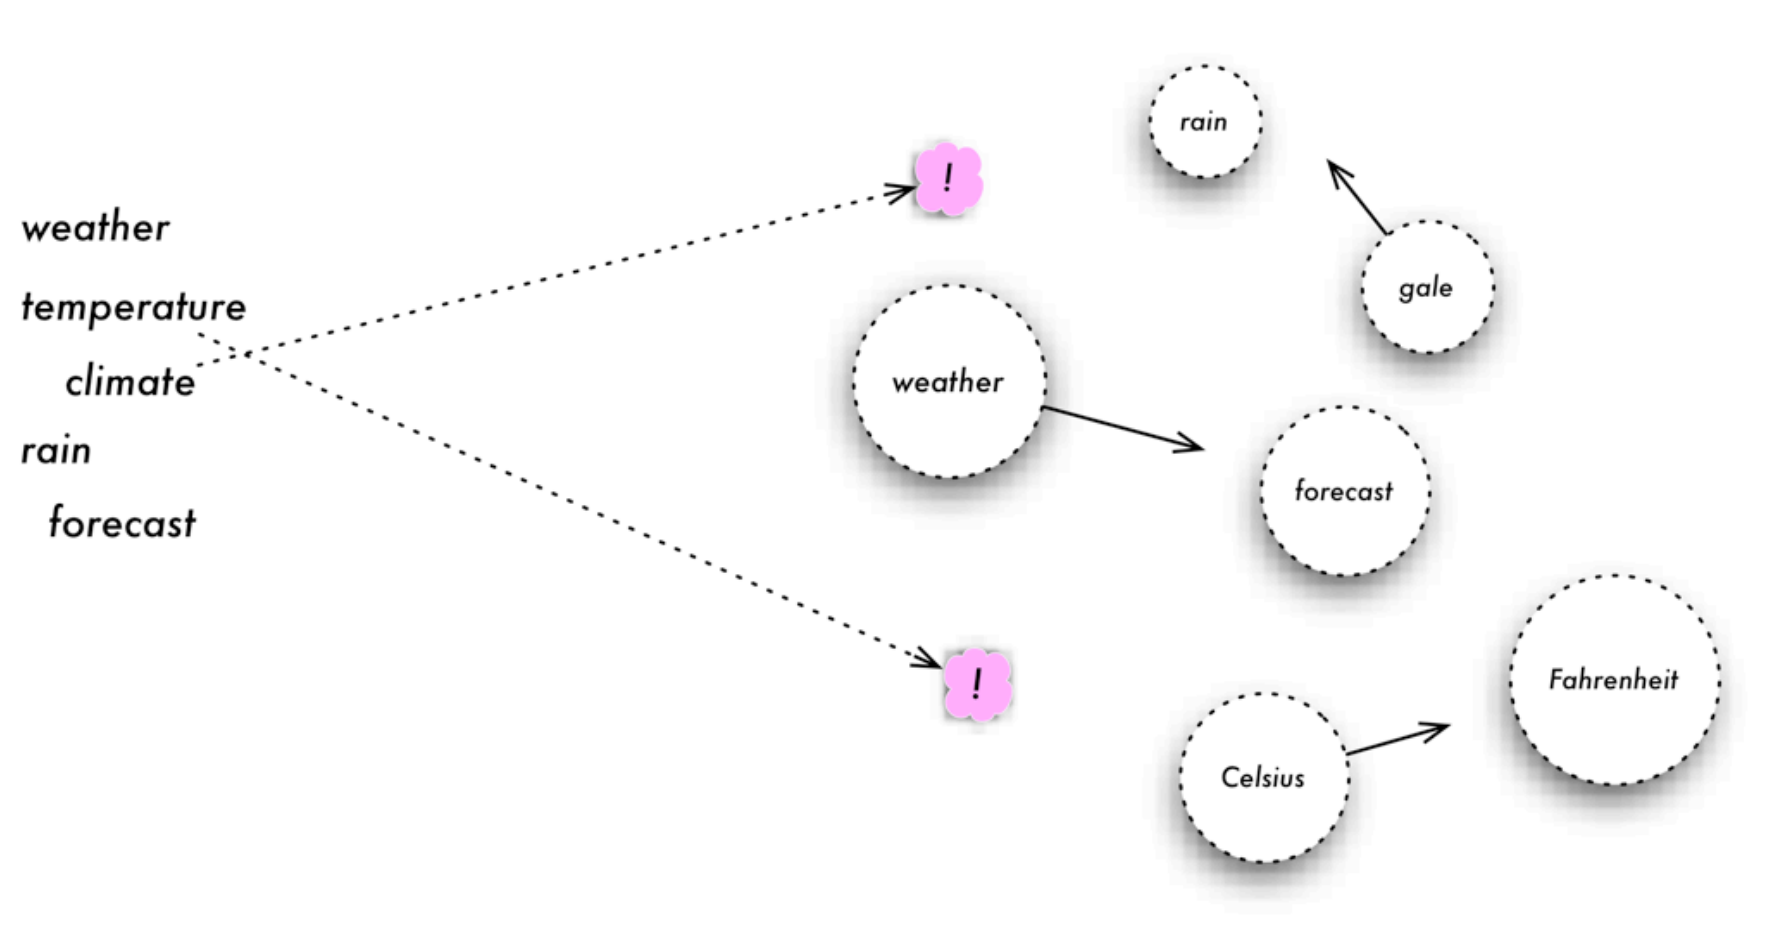 weather
temperature
climate
rain
forecast
!
rain
gale
weather
forecast
!
Celsius
Fahrenheit